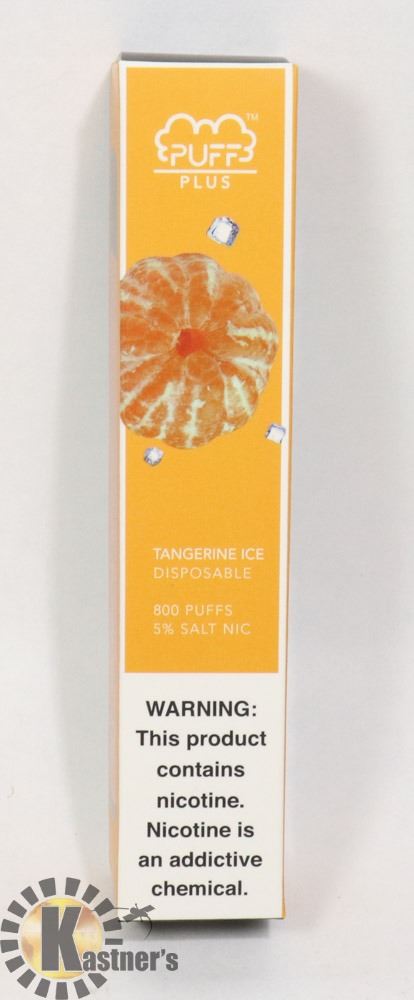 PUFF™
PLUS
TANGERINE ICE
DISPOSABLE
800 PUFFS
5% SALT NIC
WARNING:
This product
contains
nicotine.
Nicotine is
an addictive
chemical.
Kastner's